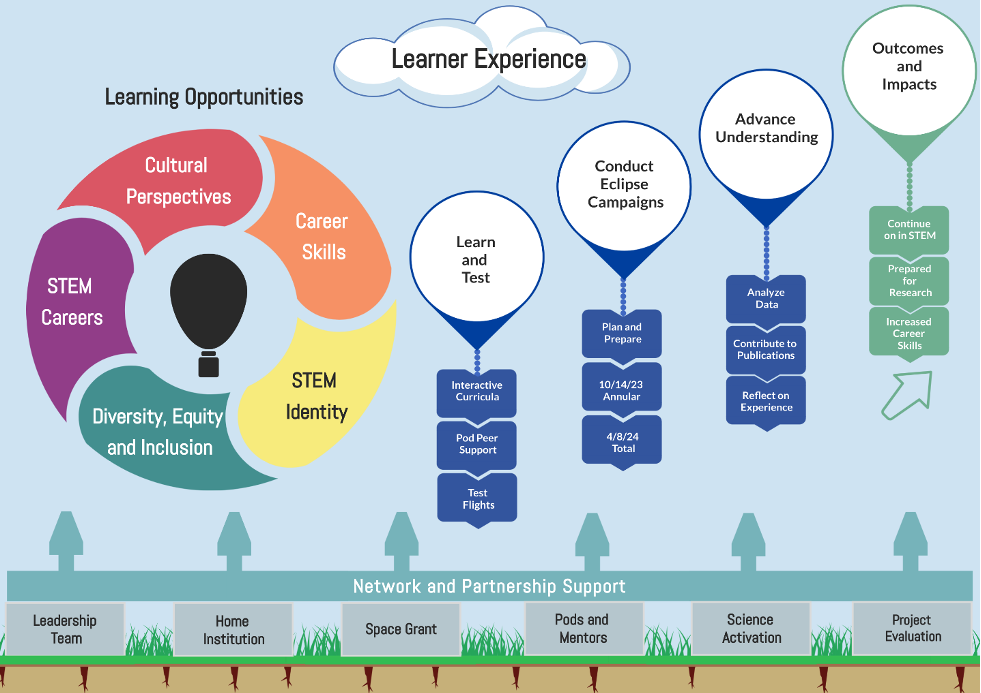 Learner Experience
Learning Opportunities
Cultural
Perspectives
Career
Skills
STEM
Identity
Diversity, Equity
and Inclusion
STEM
Careers
Learn
and
Test
Interactive
Curricula
Pod Peer
Support
Test
Flights
Conduct
Eclipse
Campaigns
Plan and
Prepare
10/14/23
Annular
4/8/24
Total
Advance
Understanding
Analyze
Data
Contribute to
Publications
Reflect on
Experience
Outcomes
and
Impacts
Continue
on in STEM
Prepared
for
Research
Increased
Career
Skills
Network and Partnership Support
Leadership
Team
Home
Institution
Space Grant
Pods and
Mentors
Science
Activation
Project
Evaluation